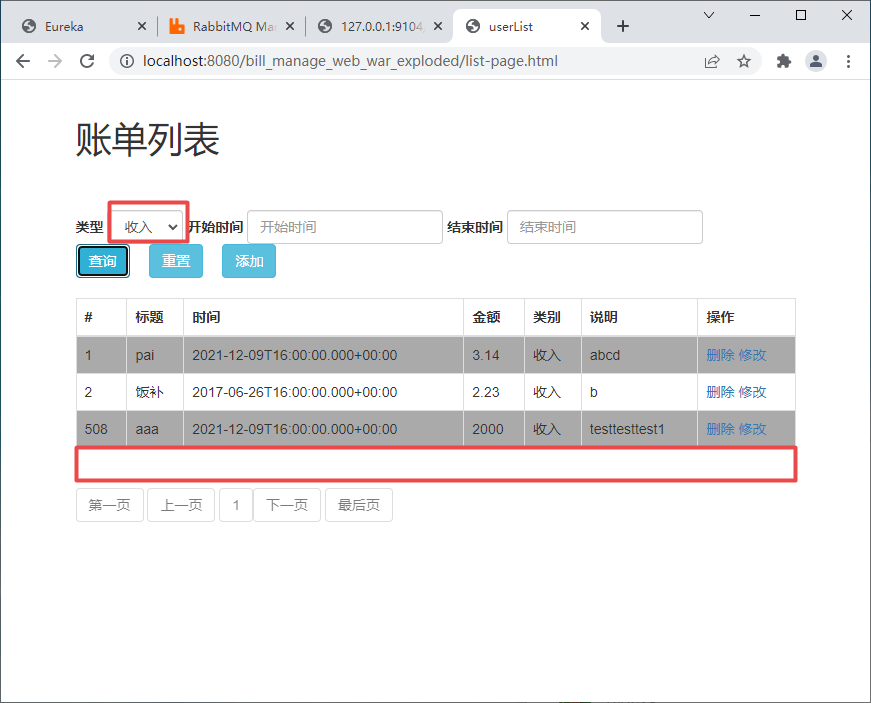 Eureka RabbitMQ Mar 127.0.0.1:9104, userList
localhost:8080/bill_manage_web_war_exploded/list-page.html
账单列表
类型 收入 开始时间 开始时间 结束时间 结束时间
查询 重置 添加
# 标题 时间 金额 类别 说明 操作
1 pai 2021-12-09T16:00:00.000+00:00 3.14 收入 abcd 删除 修改
2 饭补 2017-06-26T16:00:00.000+00:00 2.23 收入 b 删除 修改
508 aaa 2021-12-09T16:00:00.000+00:00 2000 收入 testtesttest1 删除 修改
第一页 上一页 1 下一页 最后页